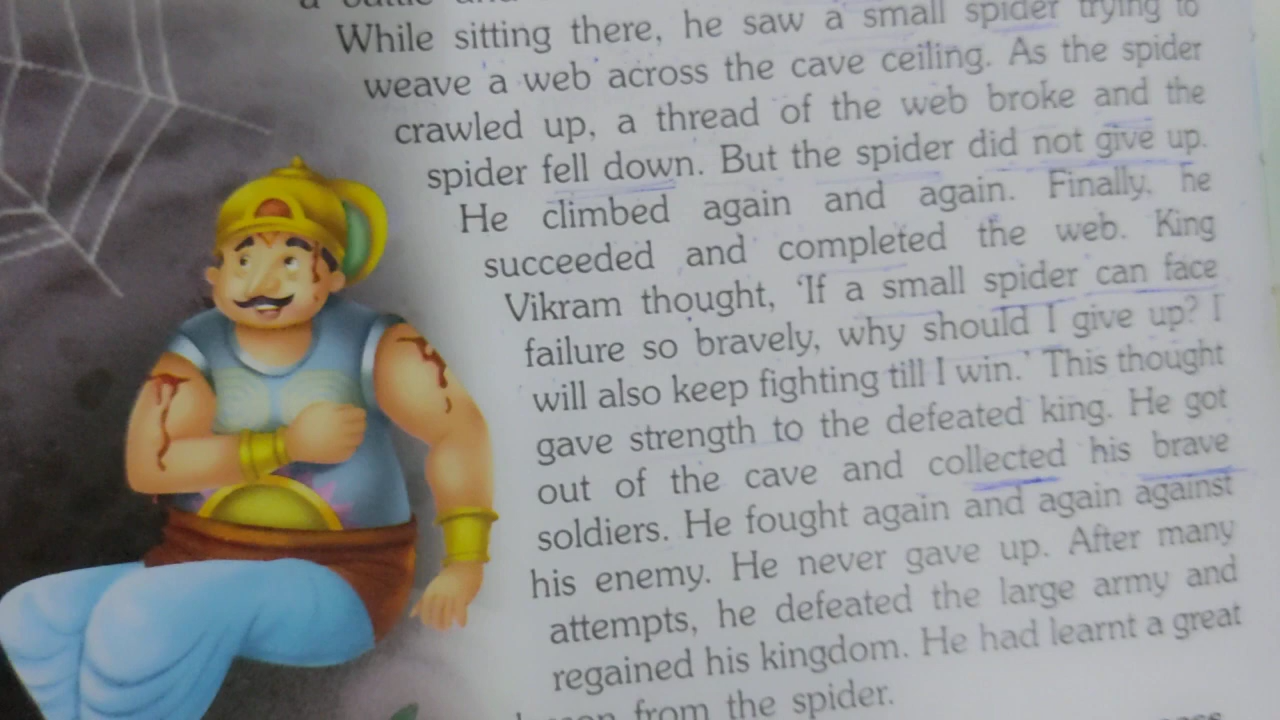 While sitting there, he saw a small spider trying to
weave a web across the cave ceiling. As the spider
crawled up, a thread of the web broke and the
spider fell down. But the spider did not give up.
He climbed again and again. Finally, he
succeeded and completed the web. King
Vikram thought, 'If a small spider can face
failure so bravely, why should I give up? I
will also keep fighting till I win.' This thought
gave strength to the defeated king. He got
out of the cave and collected his brave
soldiers. He fought again and again against
his enemy. He never gave up. After many
attempts, he defeated the large army and
regained his kingdom. He had learnt a great
from the spider.